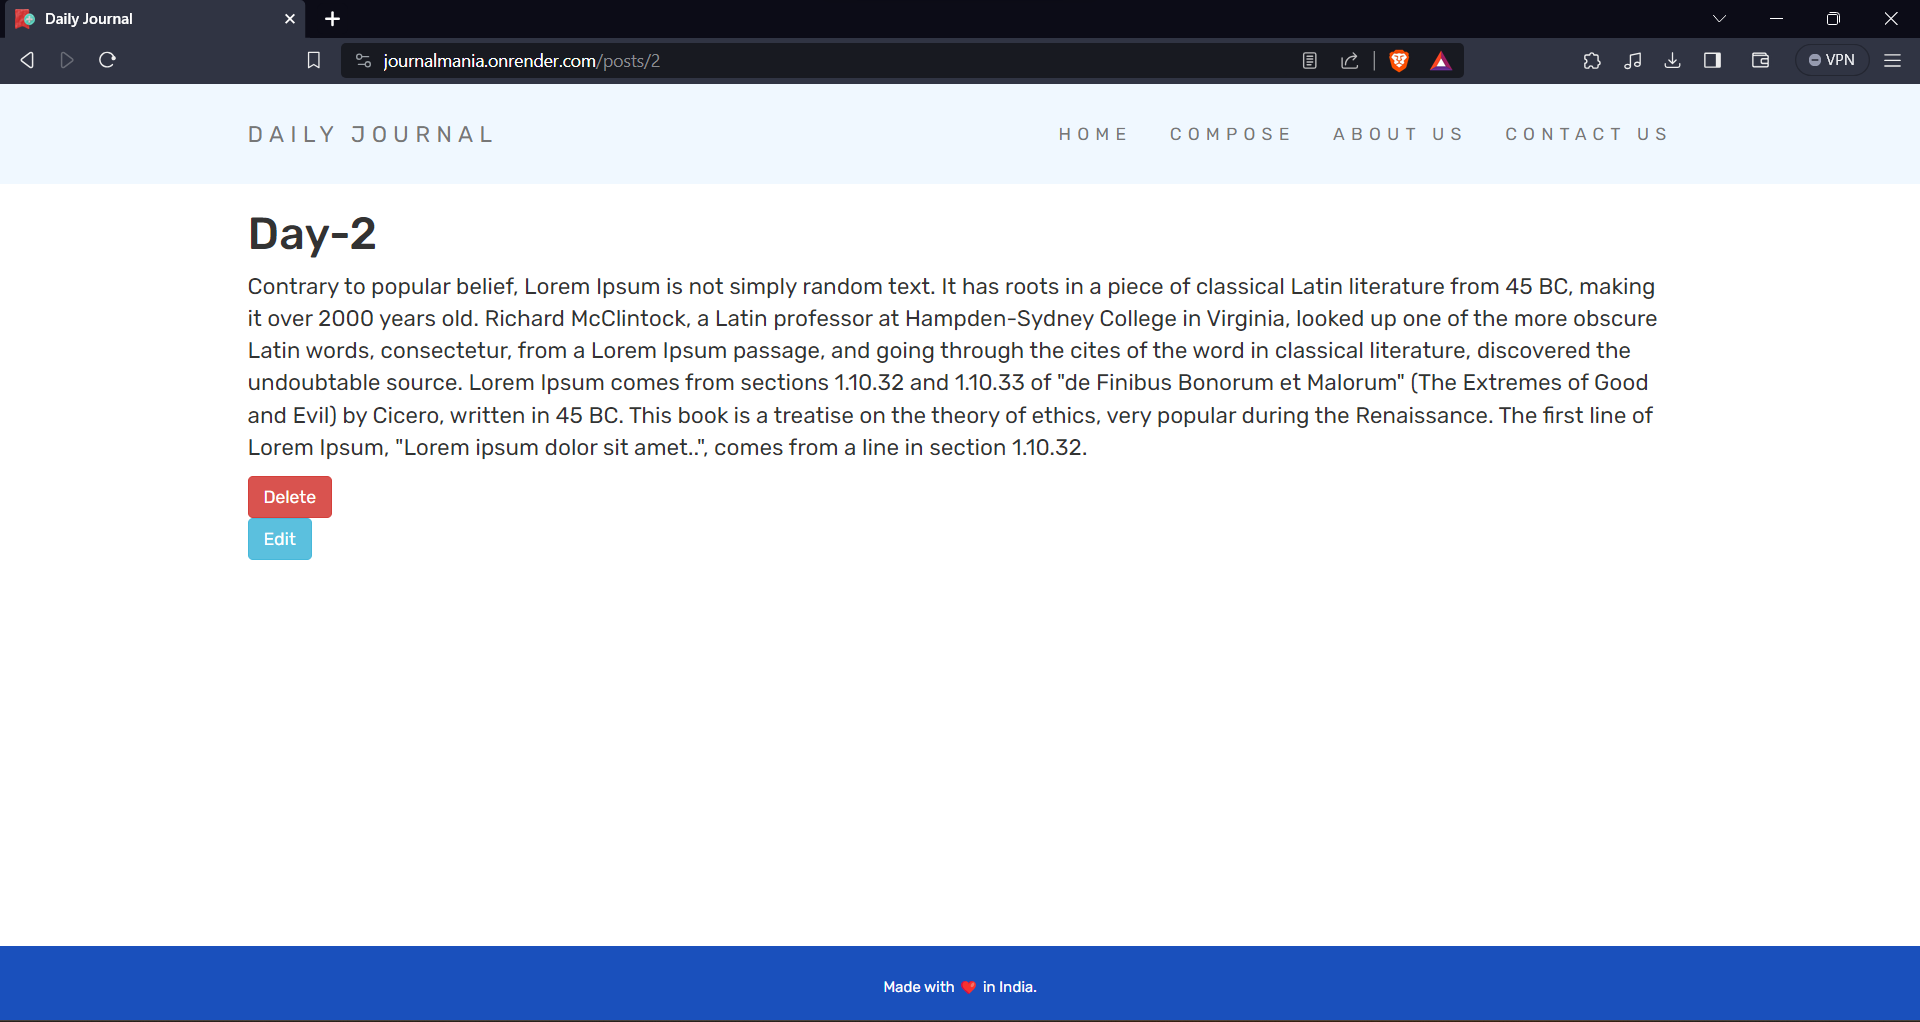 Daily Journal
journalmania.onrender.com/posts/2
VPN
DAILY JOURNAL
HOME COMPOSE ABOUT US CONTACT US
Day-2
Contrary to popular belief, Lorem Ipsum is not simply random text. It has roots in a piece of classical Latin literature from 45 BC, making
it over 2000 years old. Richard McClintock, a Latin professor at Hampden-Sydney College in Virginia, looked up one of the more obscure
Latin words, consectetur, from a Lorem Ipsum passage, and going through the cites of the word in classical literature, discovered the
undoubtable source. Lorem Ipsum comes from sections 1.10.32 and 1.10.33 of "de Finibus Bonorum et Malorum" (The Extremes of Good
and Evil) by Cicero, written in 45 BC. This book is a treatise on the theory of ethics, very popular during the Renaissance. The first line of
Lorem Ipsum, "Lorem ipsum dolor sit amet..", comes from a line in section 1.10.32.
Delete
Edit
Made with ❤️ in India.